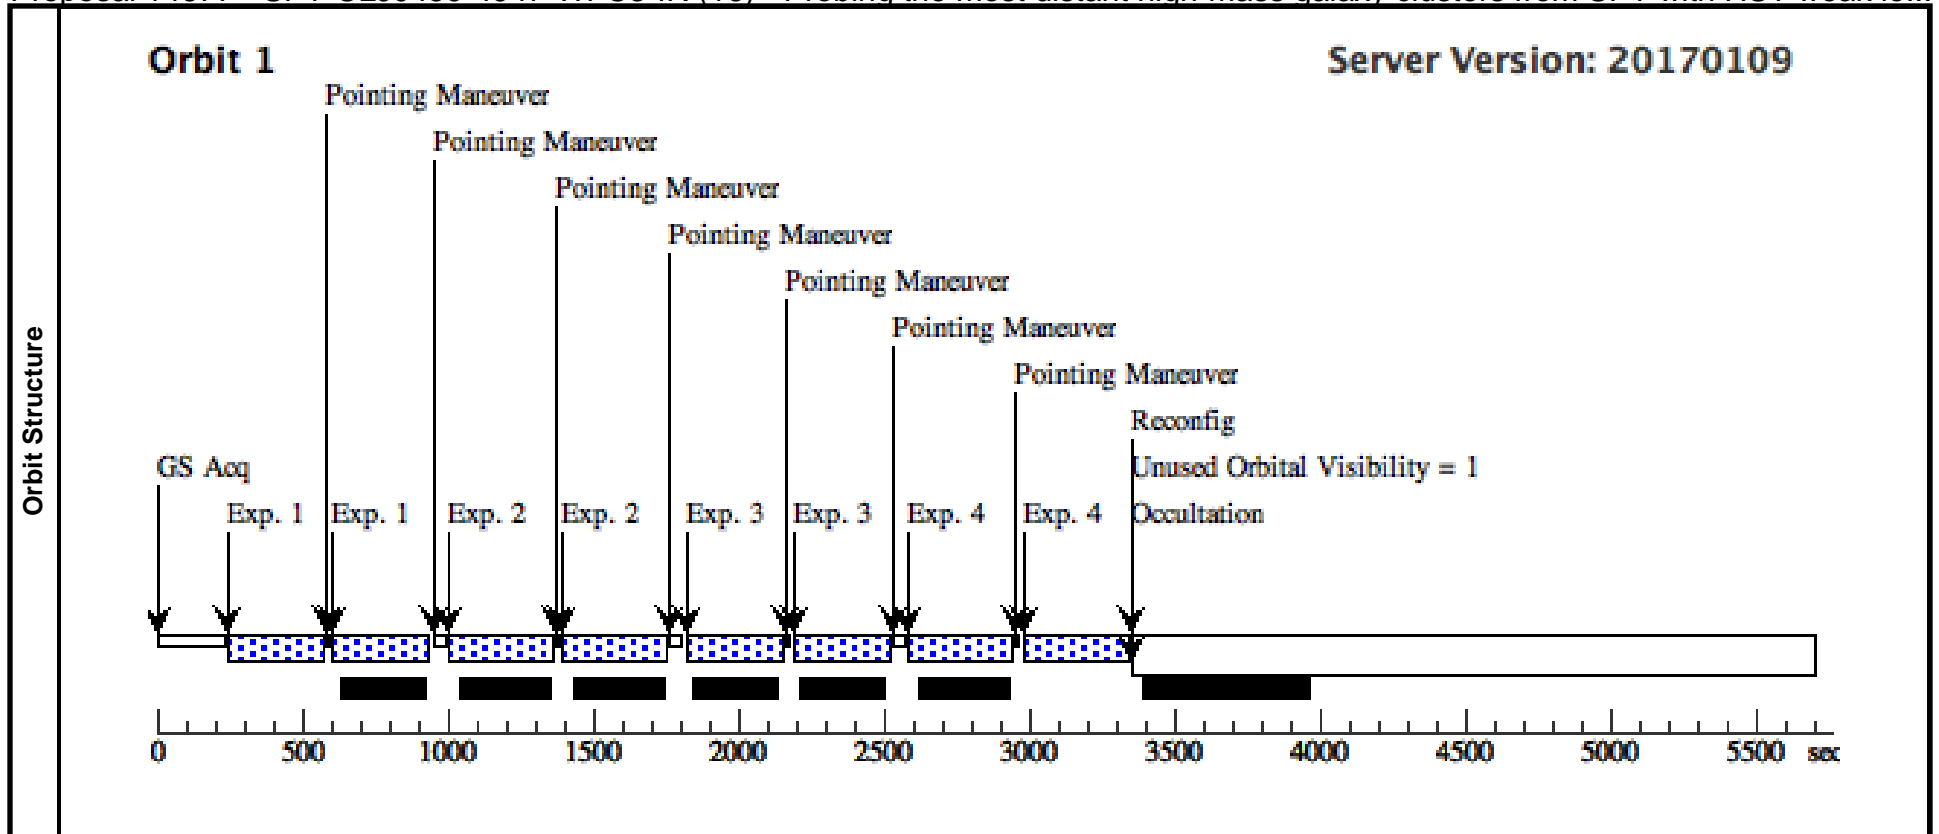 Orbit 1
Server Version: 20170109
Pointing Maneuver
Pointing Maneuver
Pointing Maneuver
Pointing Maneuver
Pointing Maneuver
Pointing Maneuver
Pointing Maneuver
Reconfig
GS Acq
Unused Orbital Visibility = 1
Exp. 1 Exp. 1 Exp. 2 Exp. 2 Exp. 3 Exp. 3 Exp. 4 Exp. 4 Occultation
Orbit Structure
0 500 1000 1500 2000 2500 3000 3500 4000 4500 5000 5500 sec